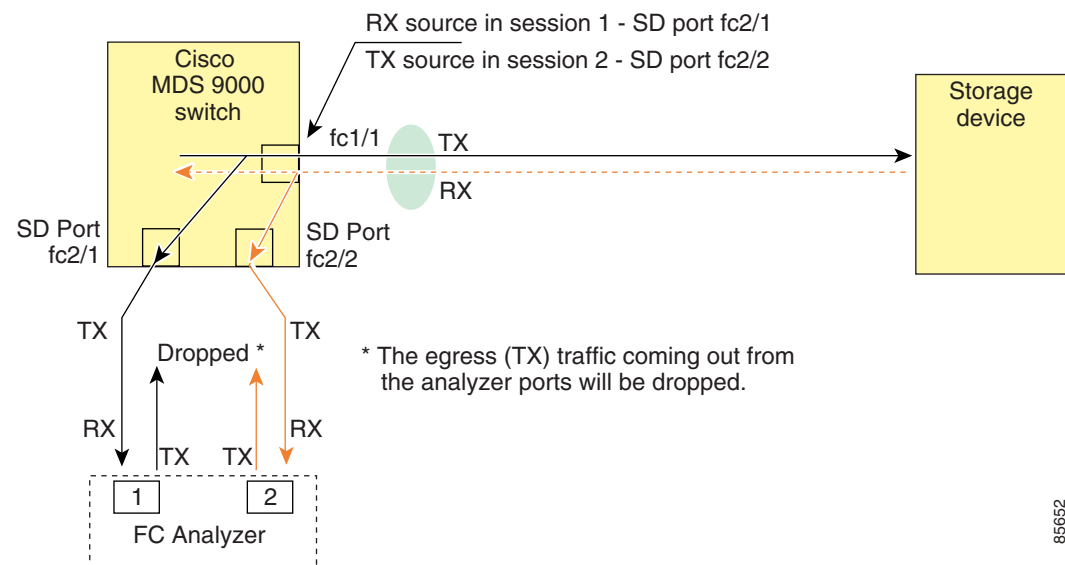 RX source in session 1 - SD port fc2/1
TX source in session 2 - SD port fc2/2
Cisco
MDS 9000
switch
Storage
device
fc1/1
TX
RX
SD Port
fc2/1
SD Port
fc2/2
TX
TX
Dropped *
* The egress (TX) traffic coming out from
the analyzer ports will be dropped.
RX
TX
TX
RX
1
2
FC Analyzer
85652